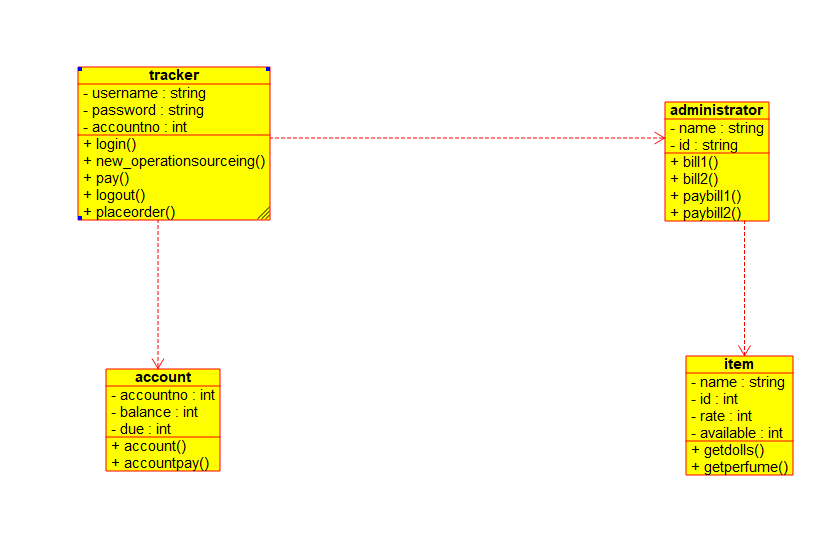 tracker
- username : string
- password : string
- accountno : int
+ login()
+ new_operationsourceing()
+ pay()
+ logout()
+ placeorder()
administrator
- name : string
- id : string
+ bill1()
+ bill2()
+ paybill1()
+ paybill2()
account
- accountno : int
- balance : int
- due : int
+ account()
+ accountpay()
item
- name : string
- id : int
- rate : int
- available : int
+ getdolls()
+ getperfume()